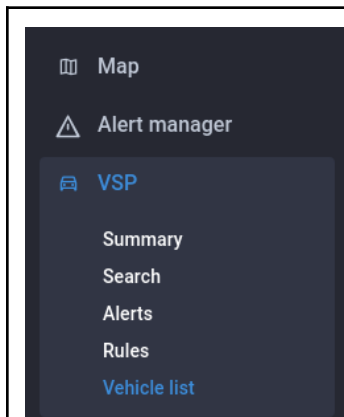 Map
Alert manager
VSP
Summary
Search
Alerts
Rules
Vehicle list